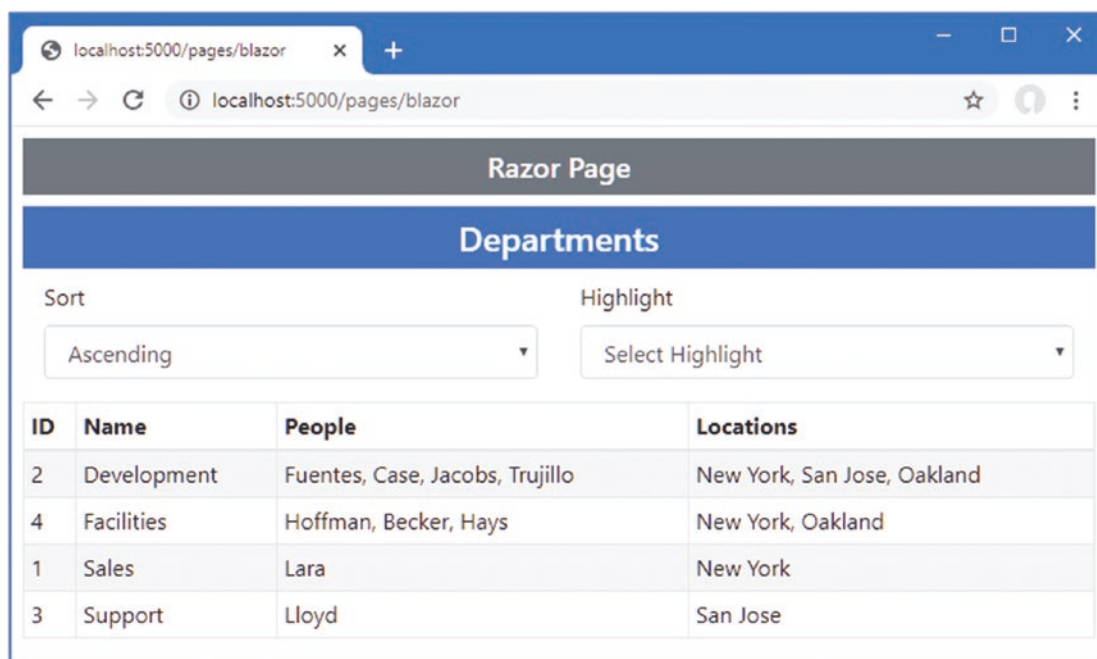 localhost:5000/pages/blazor
localhost:5000/pages/blazor
Razor Page
Departments
Sort Highlight
Ascending Select Highlight
ID Name People Locations
2 Development Fuentes, Case, Jacobs, Trujillo New York, San Jose, Oakland
4 Facilities Hoffman, Becker, Hays New York, Oakland
1 Sales Lara New York
3 Support Lloyd San Jose